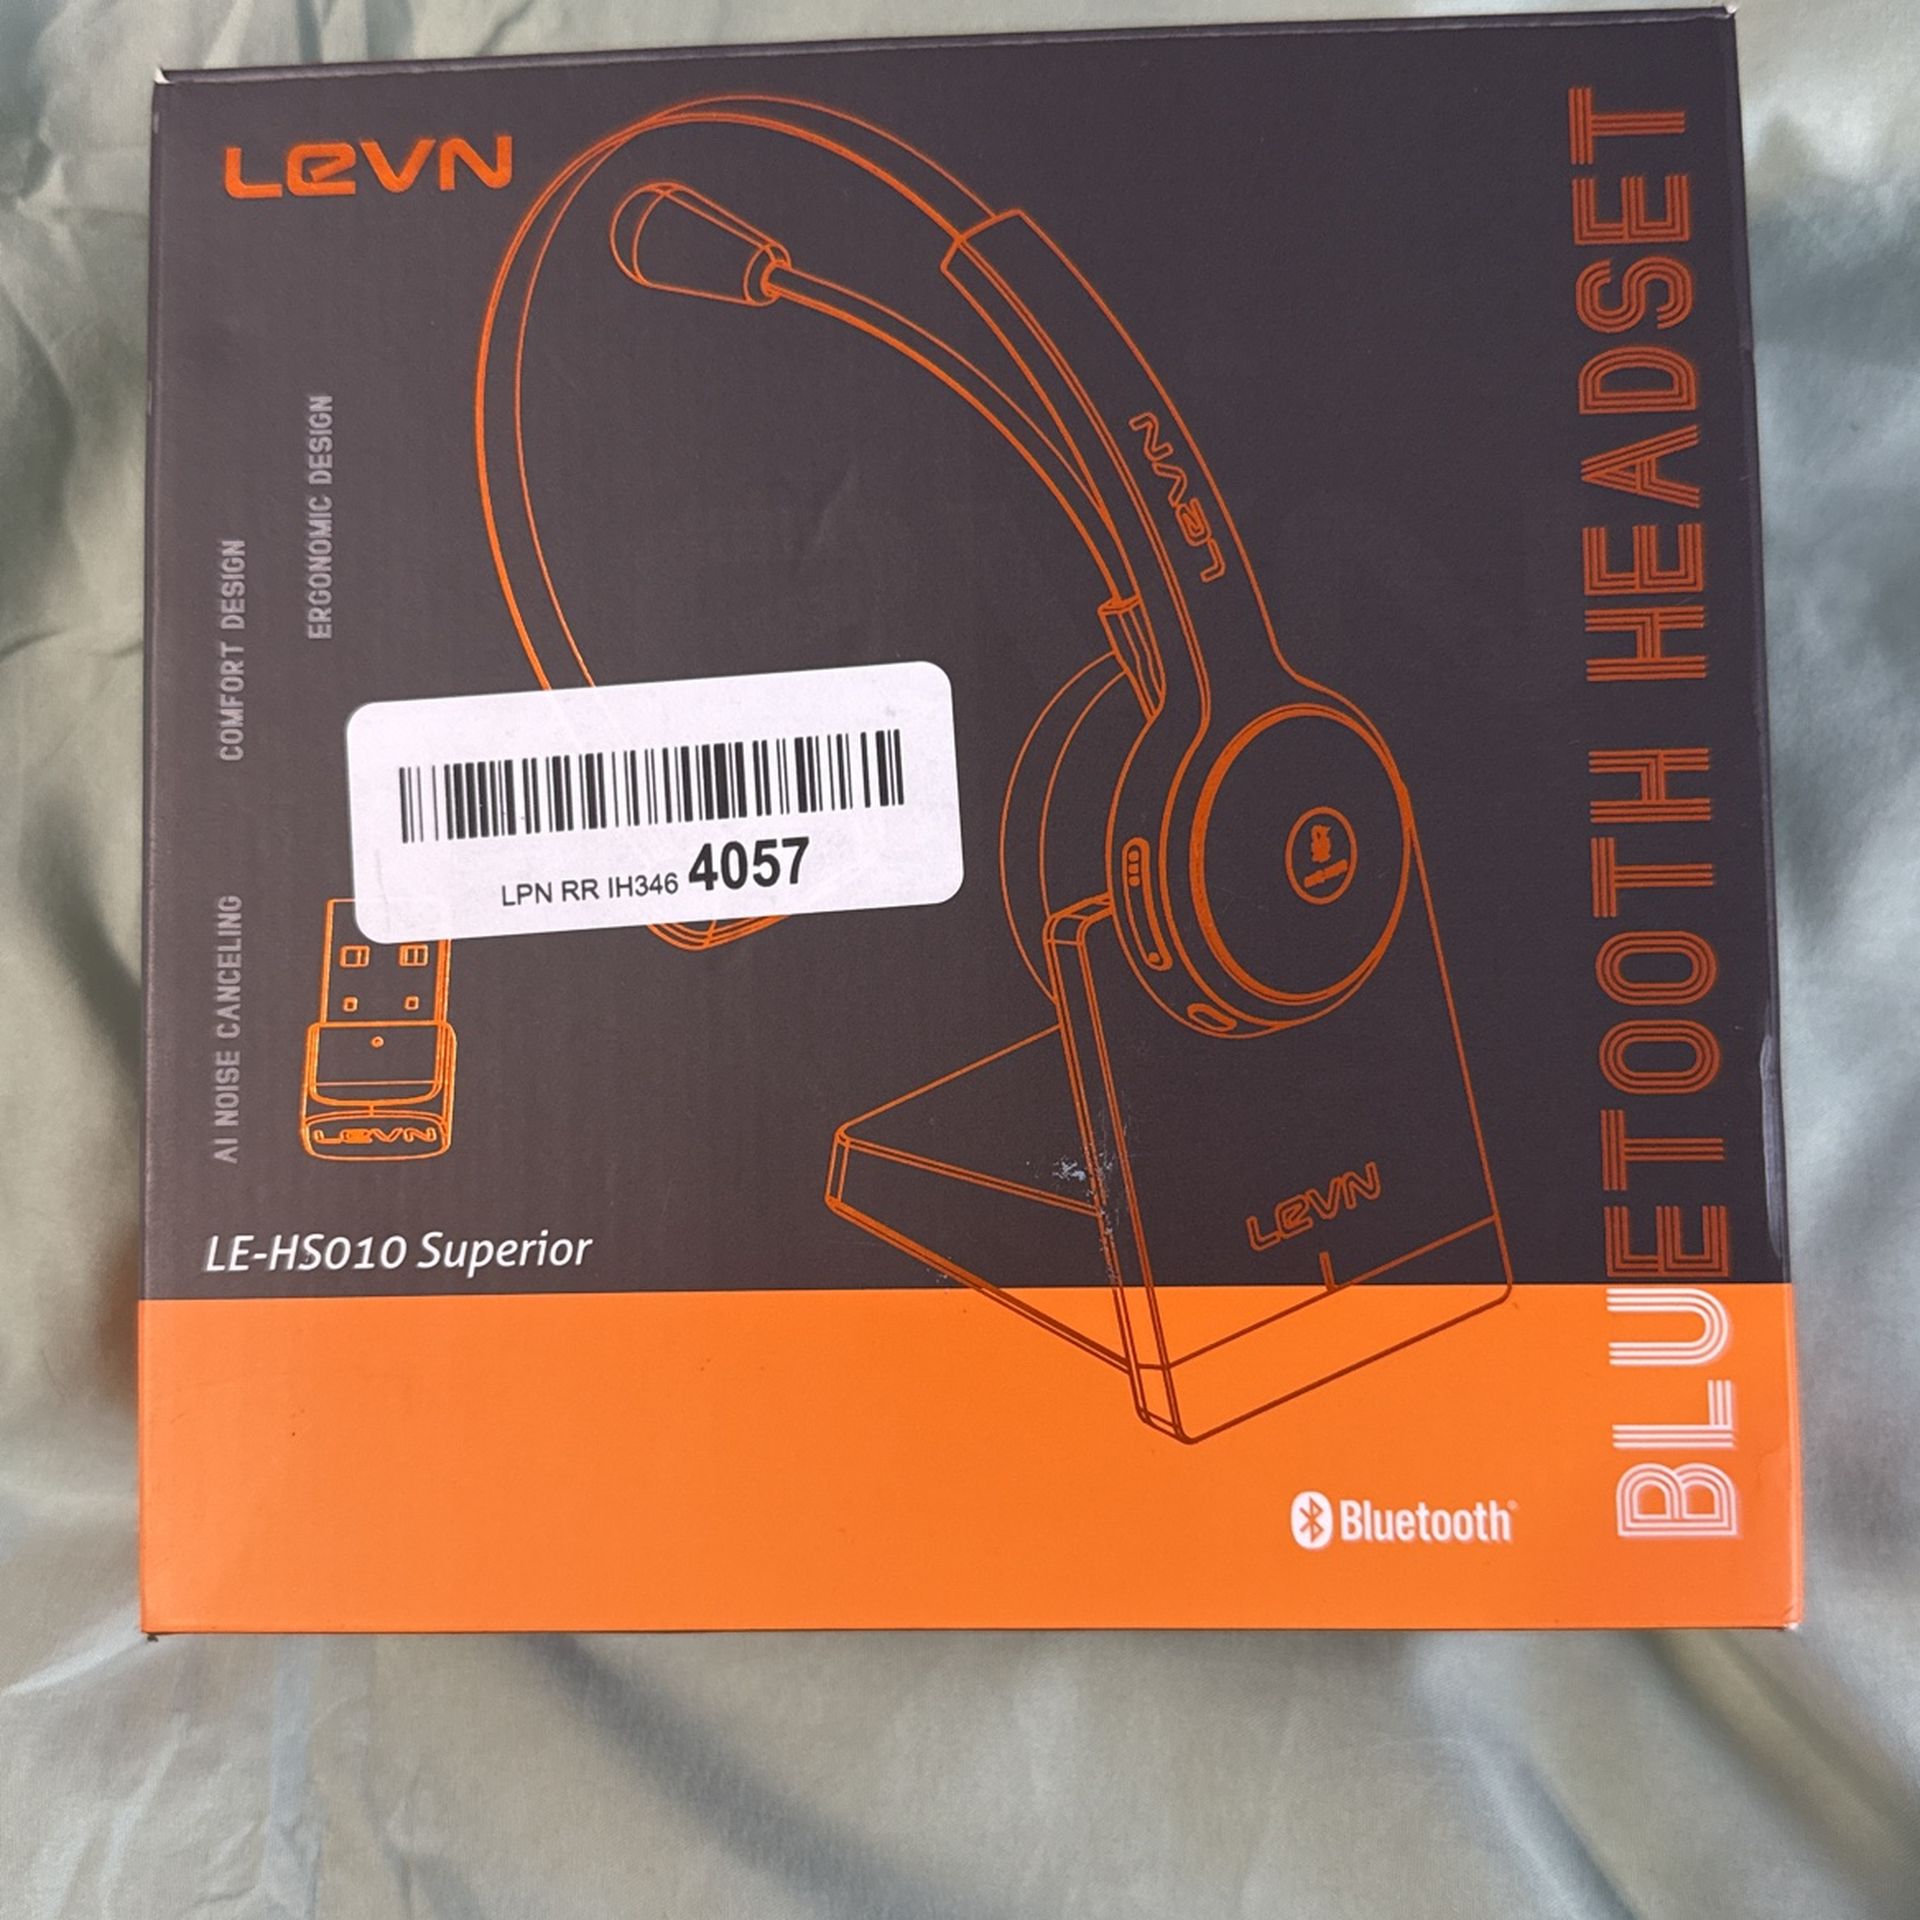 LEVN
ERGONOMIC DESIGN
COMFORT DESIGN
AI NOISE CANCELING
LEVN
LPN RR IH346 4057
LEVN
LEVN
LE-HS010 Superior
Bluetooth
BLUETOOTH HEADSET